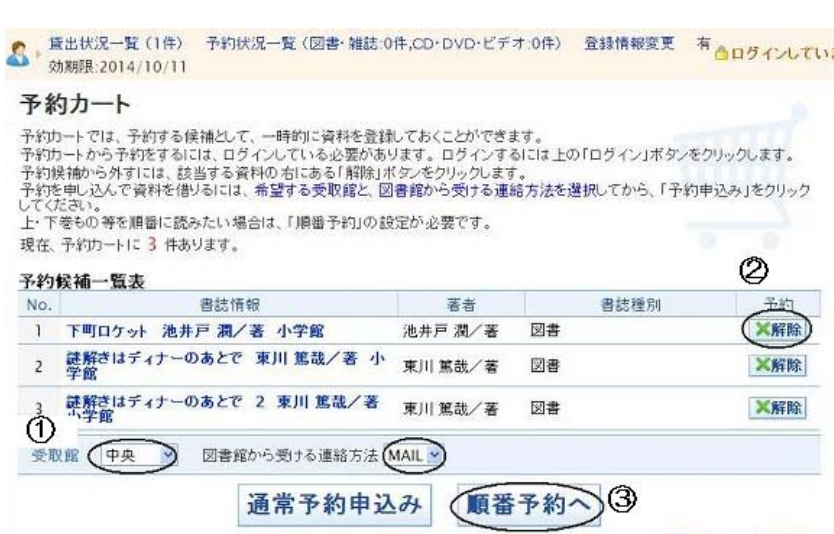 貸出状況一覧（1件） 予約状況一覧（図書・雑誌:0件,CD・DVD・ビデオ:0件） 登録情報変更 有
効期限:2014/10/11
ログインしてい
予約カート
予約カートでは、予約する候補として、一時的に資料を登録しておくことができます。
予約カートから予約をするには、ログインしている必要があります。ログインするには上の「ログイン」ボタンをクリックします。
予約候補から外すには、該当する資料の右にある「解除」ボタンをクリックします。
予約を申し込んで資料を借りるには、希望する受取館と、図書館から受ける連絡方法を選択してから、「予約申込み」をクリック
してください。
上・下巻もの等を順番に読みたい場合は、「順番予約」の設定が必要です。
現在、予約カートに 3 件あります。
②
予約候補一覧表
No. 書誌情報 著者 書誌種別 予約
1 下町ロケット 池井戸 潤／著 小学館 池井戸 潤／著 図書 解除
2 謎解きはディナーのあとで 東川 篤哉／著 小
学館 東川 篤哉／著 図書 解除
3 謎解きはディナーのあとで 2 東川 篤哉／著
小学館 東川 篤哉／著 図書 解除
①
受取館 中央 図書館から受ける連絡方法 MAIL
通常予約申込み 順番予約へ ③